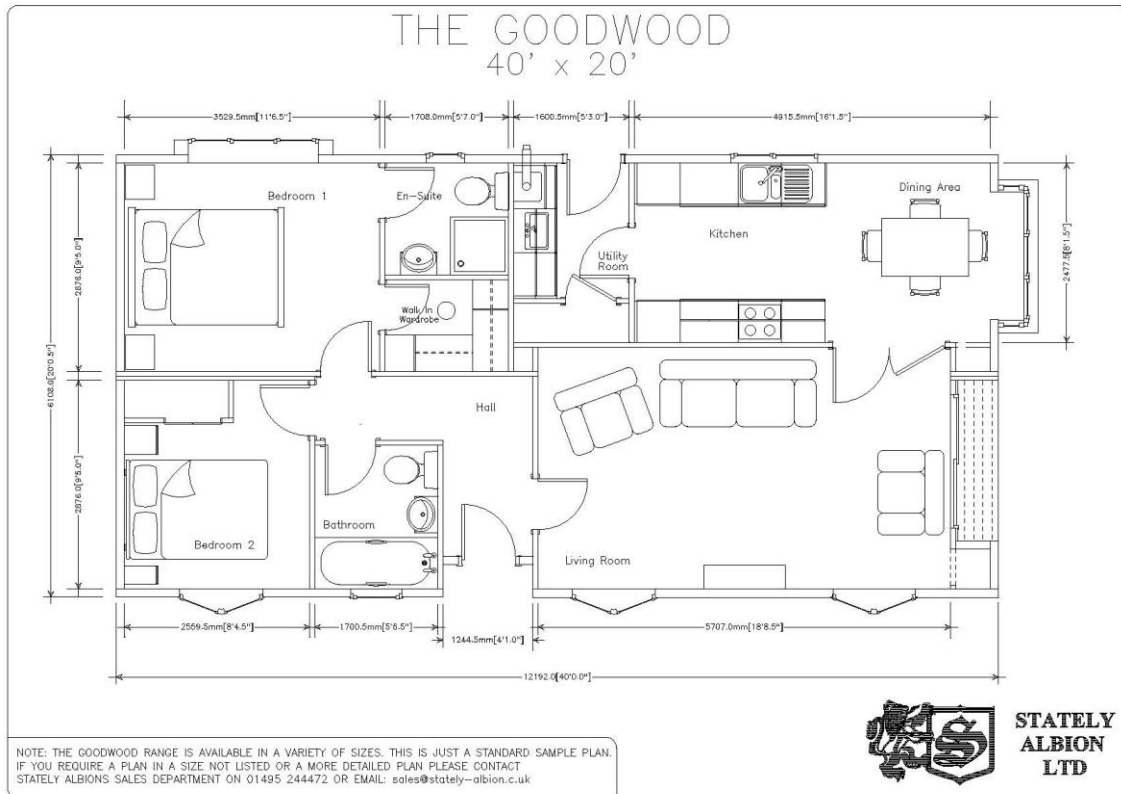 THE GOODWOOD
40' x 20'
3529.5mm[11'6.5"]
1708.0mm[5'7.0"]
1600.5mm[5'3.0"]
4915.5mm[16'1.5"]
Bedroom 1
En-Suite
Dining Area
Kitchen
Utility
Room
Walk In
Wardrobe
2876.0[9'5.0"]
2477.5[8'1.5"]
6108.0[20'0.5"]
Hall
2876.0[9'5.0"]
Bathroom
Bedroom 2
Living Room
2559.5mm[8'4.5"]
1700.5mm[5'6.5"]
1244.5mm[4'1.0"]
5707.0mm[18'8.5"]
12192.0[40'0.0"]
NOTE: THE GOODWOOD RANGE IS AVAILABLE IN A VARIETY OF SIZES. THIS IS JUST A STANDARD SAMPLE PLAN.
IF YOU REQUIRE A PLAN IN A SIZE NOT LISTED OR A MORE DETAILED PLAN PLEASE CONTACT
STATELY ALBIONS SALES DEPARTMENT ON 01495 244472 OR EMAIL: sales@stately-albion.c.uk
S
STATELY
ALBION
LTD